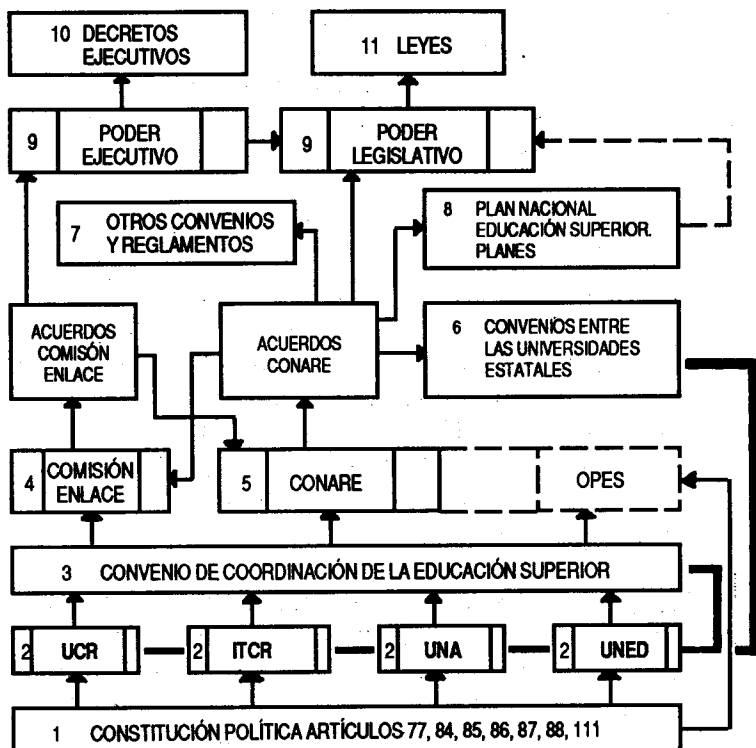 10 DECRETOS
EJECUTIVOS
11 LEYES
9 PODER
EJECUTIVO
9 PODER
LEGISLATIVO
7 OTROS CONVENIOS
Y REGLAMENTOS
8 PLAN NACIONAL
EDUCACIÓN SUPERIOR.
PLANES
ACUERDOS
COMISÓN
ENLACE
ACUERDOS
CONARE
6 CONVENIOS ENTRE
LAS UNIVERSIDADES
ESTATALES
4 COMISIÓN
ENLACE
5 CONARE
OPES
3 CONVENIO DE COORDINACIÓN DE LA EDUCACIÓN SUPERIOR
2 UCR
2 ITCR
2 UNA
2 UNED
1 CONSTITUCIÓN POLÍTICA ARTÍCULOS 77, 84, 85, 86, 87, 88, 111